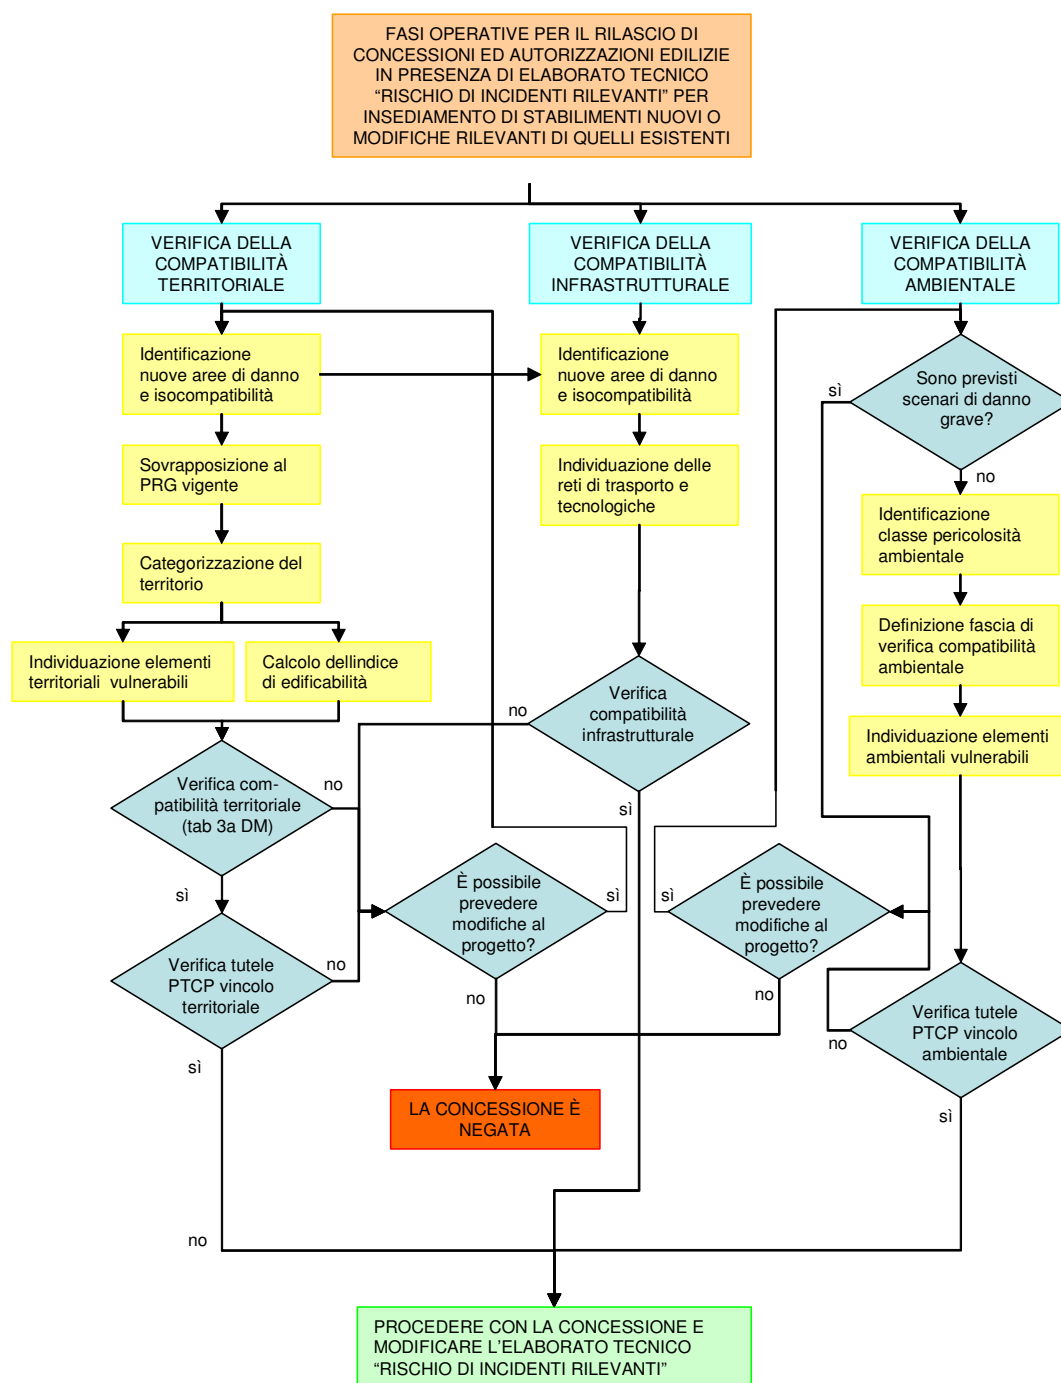 FASI OPERATIVE PER IL RILASCIO DI
CONCESSIONI ED AUTORIZZAZIONI EDILIZIE
IN PRESENZA DI ELABORATO TECNICO
“RISCHIO DI INCIDENTI RILEVANTI” PER
INSEDIAMENTO DI STABILIMENTI NUOVI O
MODIFICHE RILEVANTI DI QUELLI ESISTENTI
VERIFICA DELLA
COMPATIBILITÀ
TERRITORIALE
VERIFICA DELLA
COMPATIBILITÀ
INFRASTRUTTURALE
VERIFICA DELLA
COMPATIBILITÀ
AMBIENTALE
Identificazione
nuove aree di danno
e isocompatibilità
Identificazione
nuove aree di danno
e isocompatibilità
sì
Sono previsti
scenari di danno
grave?
no
Sovrapposizione al
PRG vigente
Individuazione delle
reti di trasporto e
tecnologiche
Identificazione
classe pericolosità
ambientale
Categorizzazione del
territorio
Definizione fascia di
verifica compatibilità
ambientale
Individuazione elementi
territoriali vulnerabili
Calcolo dellindice
di edificabilità
no
Verifica
compatibilità
infrastrutturale
sì
Individuazione elementi
ambientali vulnerabili
Verifica com-
patibilità territoriale
(tab 3a DM)
no
sì
È possibile
prevedere
modifiche al
progetto?
sì
no
sì
È possibile
prevedere
modifiche al
progetto?
no
Verifica tutele
PTCP vincolo
territoriale
no
sì
Verifica tutele
PTCP vincolo
ambientale
no
sì
LA CONCESSIONE È
NEGATA
no
PROCEDERE CON LA CONCESSIONE E
MODIFICARE L’ELABORATO TECNICO
“RISCHIO DI INCIDENTI RILEVANTI”